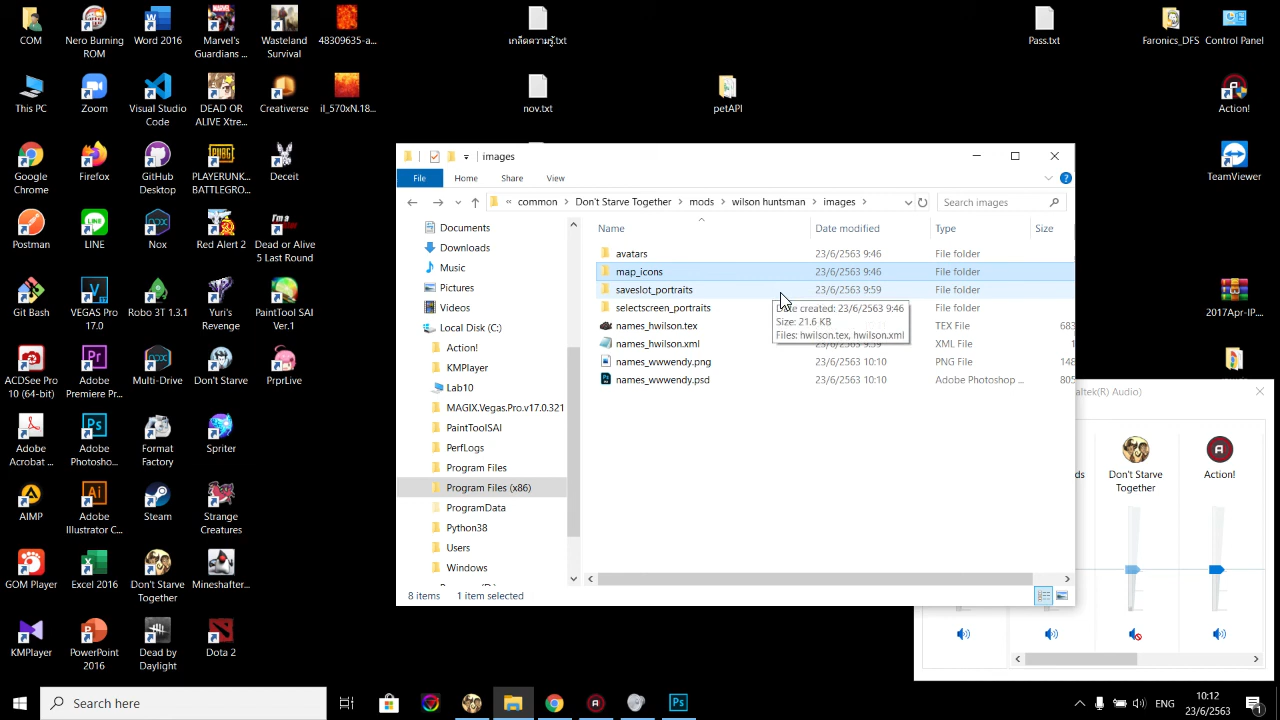 COM
Nero Burning
ROM
Word 2016
Marvel's
Guardians ...
Wasteland
Survival
48309635-a...
เกล็ดความรู้.txt
Pass.txt
Faronics_DFS
Control Panel
This PC
Zoom
Visual Studio
Code
DEAD OR
ALIVE Xtre...
Creativerse
il_570xN.18...
nov.txt
petAPI
Action!
Google
Chrome
Firefox
GitHub
Desktop
PLAYERUNK...
BATTLEGRO...
Deceit
TeamViewer
Postman
LINE
Nox
Red Alert 2
Dead or Alive
5 Last Round
Git Bash
VEGAS Pro
17.0
Robo 3T 1.3.1
Yuri's
Revenge
PaintTool SAI
Ver.1
2017Apr-IP....
ACDSee Pro
10 (64-bit)
Adobe
Premiere Pr...
Multi-Drive
Don't Starve
PrprLive
Adobe
Acrobat ...
Adobe
Photosho...
Format
Factory
Spriter
AIMP
Adobe
Illustrator C...
Steam
Strange
Creatures
GOM Player
Excel 2016
Don't Starve
Together
Mineshafter...
KMPlayer
PowerPoint
2016
Dead by
Daylight
Dota 2
images
File
Home
Share
View
« common > Don't Starve Together > mods > wilson huntsman > images >
Search images
Documents
Downloads
Music
Pictures
Videos
Local Disk (C:)
Action!
KMPlayer
Lab10
MAGIX.Vegas.Pro.v17.0.321
PaintToolSAI
PerfLogs
Program Files
Program Files (x86)
ProgramData
Python38
Users
Windows
Name Date modified Type Size
avatars 23/6/2563 9:46 File folder
map_icons 23/6/2563 9:46 File folder
saveslot_portraits 23/6/2563 9:59 File folder
selectscreen_portraits File folder
names_hwilson.tex TEX File 683
names_hwilson.xml XML File 1
names_wwwendy.png 23/6/2563 10:10 PNG File 148
names_wwwendy.psd 23/6/2563 10:10 Adobe Photoshop ... 805
Date created: 23/6/2563 9:46
Size: 21.6 KB
Files: hwilson.tex, hwilson.xml
8 items 1 item selected
altek(R) Audio)
ds
Don't Starve
Together
Action!
Search here
ENG
10:12
23/6/2563
1